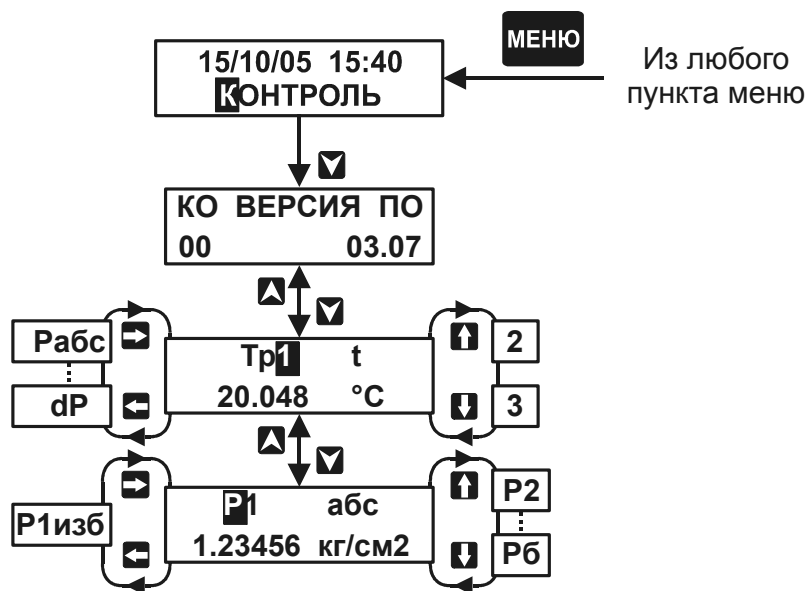 МЕНЮ
15/10/05 15:40
КОНТРОЛЬ
Из любого
пункта меню
КО ВЕРСИЯ ПО
00 03.07
Рабс
dP
Тр1 t
20.048 °С
2
3
Р1изб
Р1 абс
1.23456 кг/см2
Р2
Рб